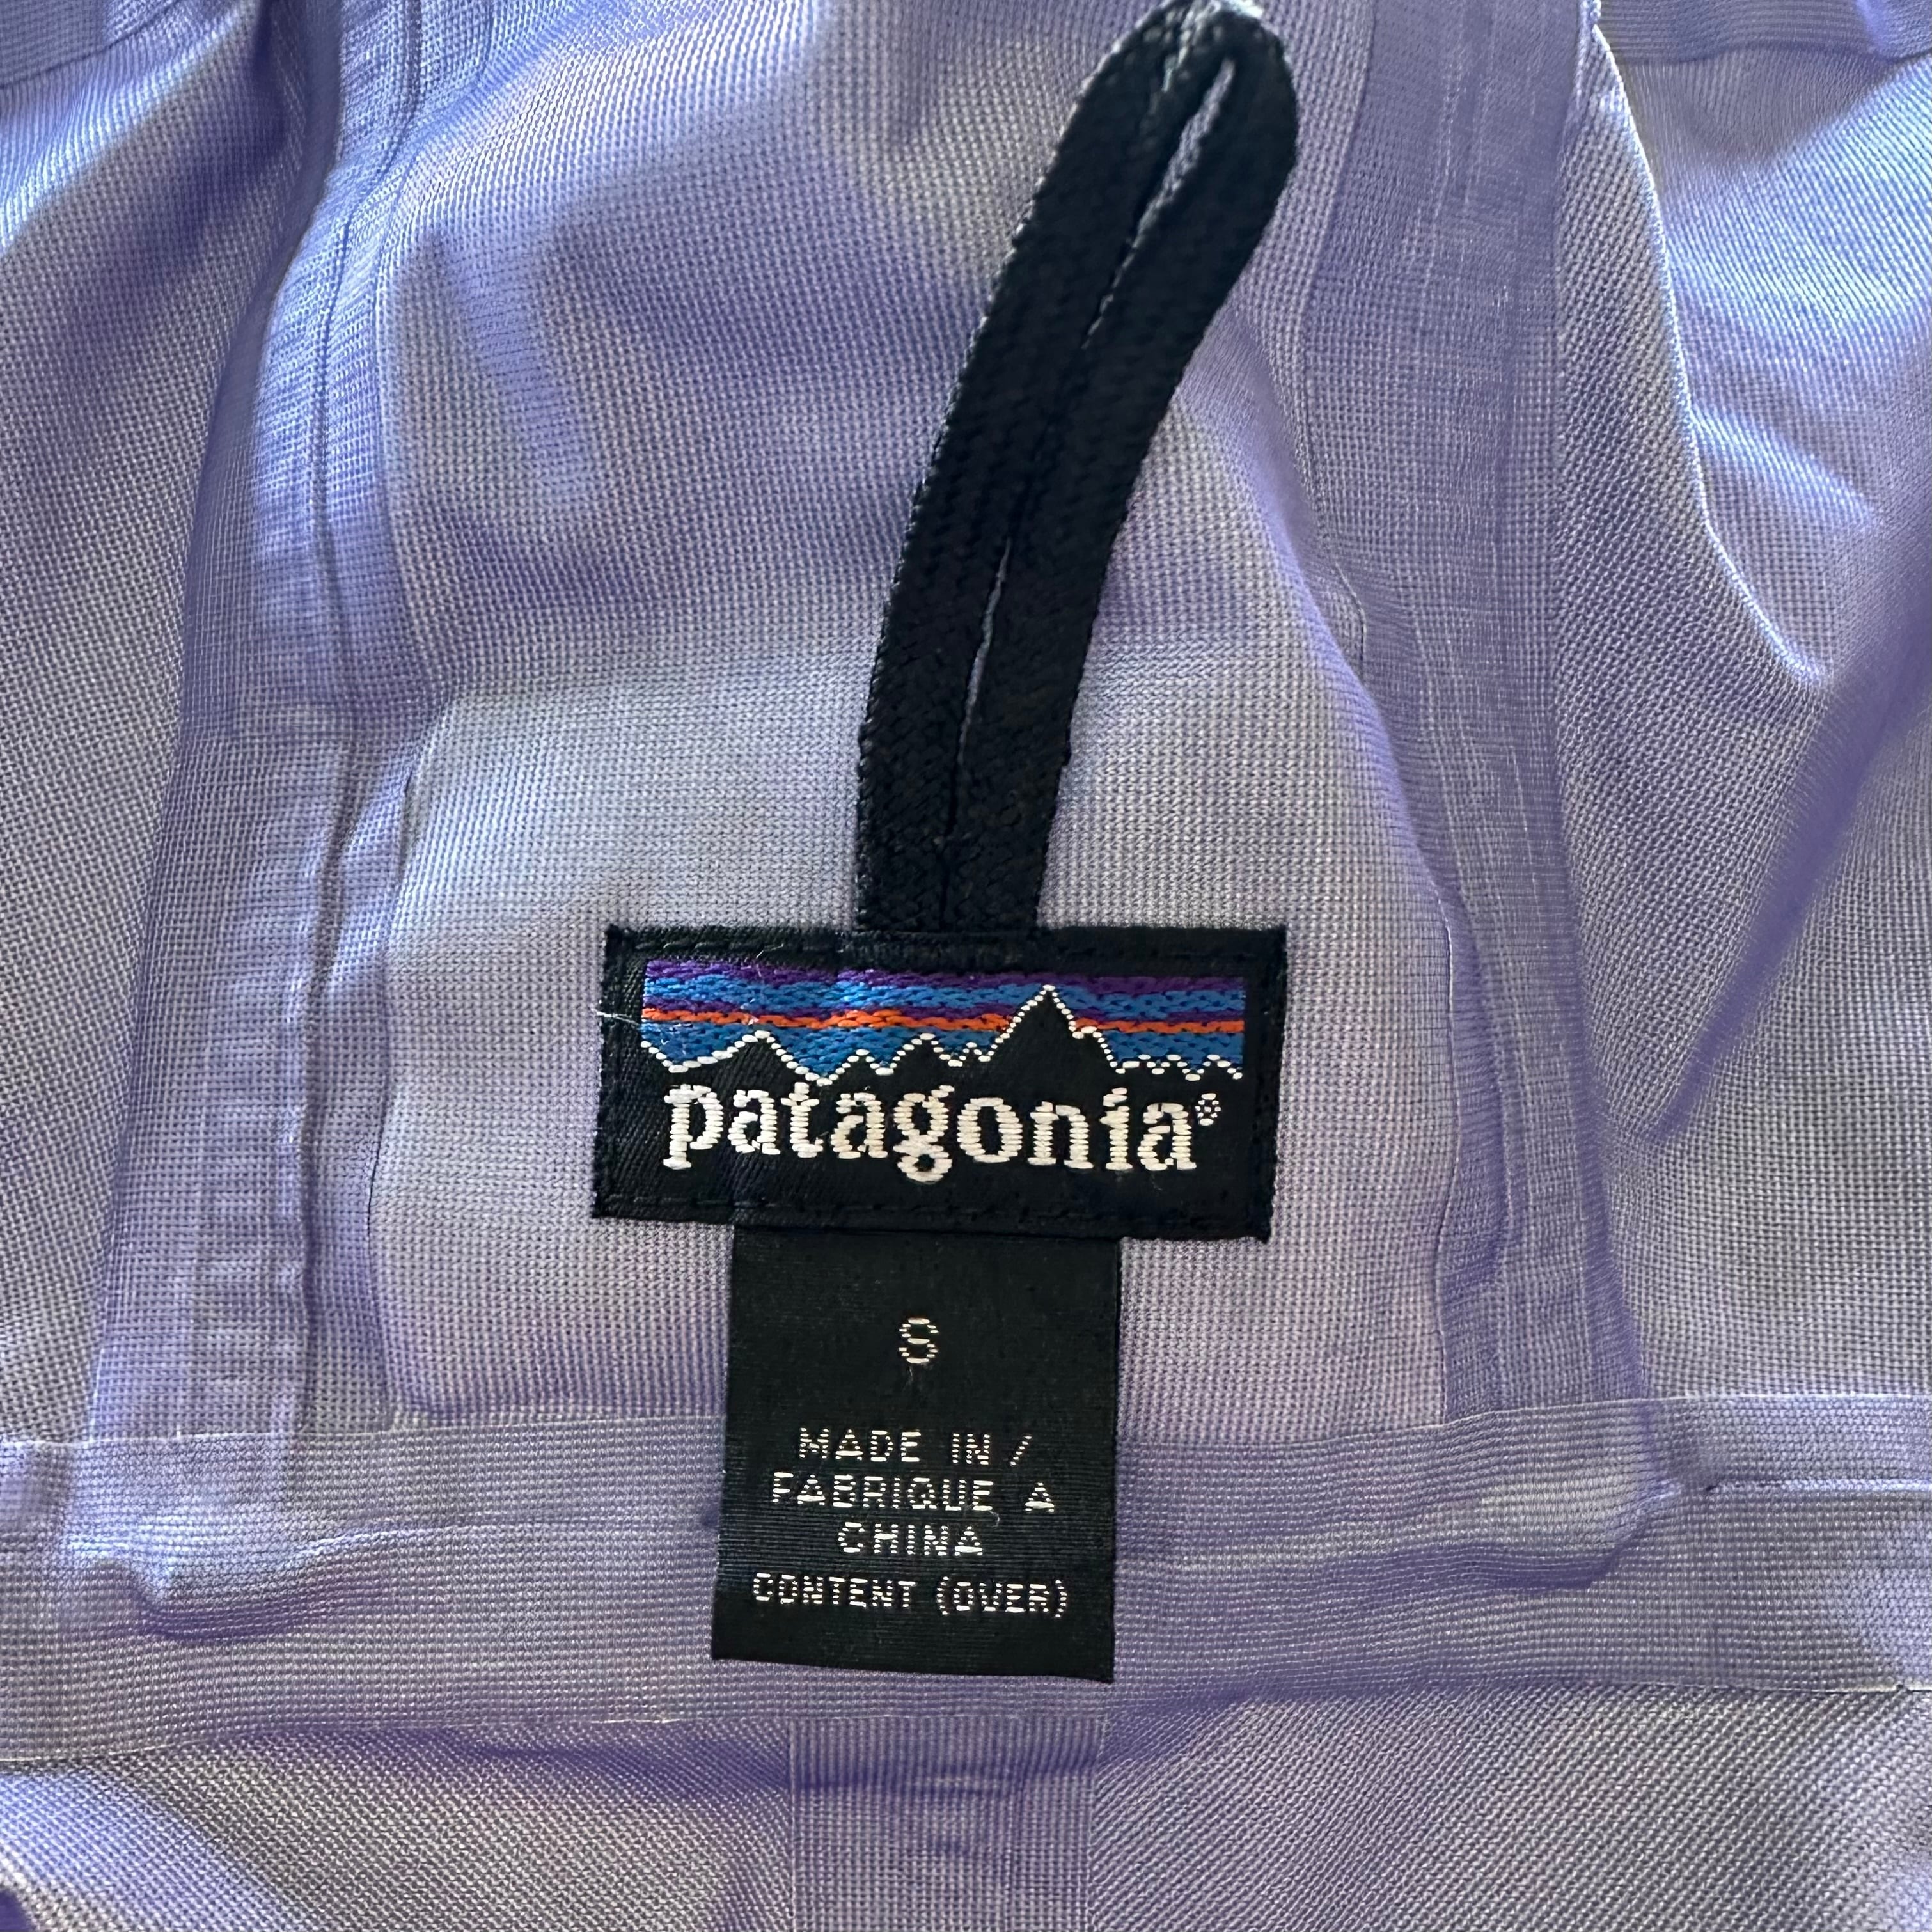 patagonia®
S
MADE IN /
FABRIQUE A
CHINA
CONTENT (OVER)